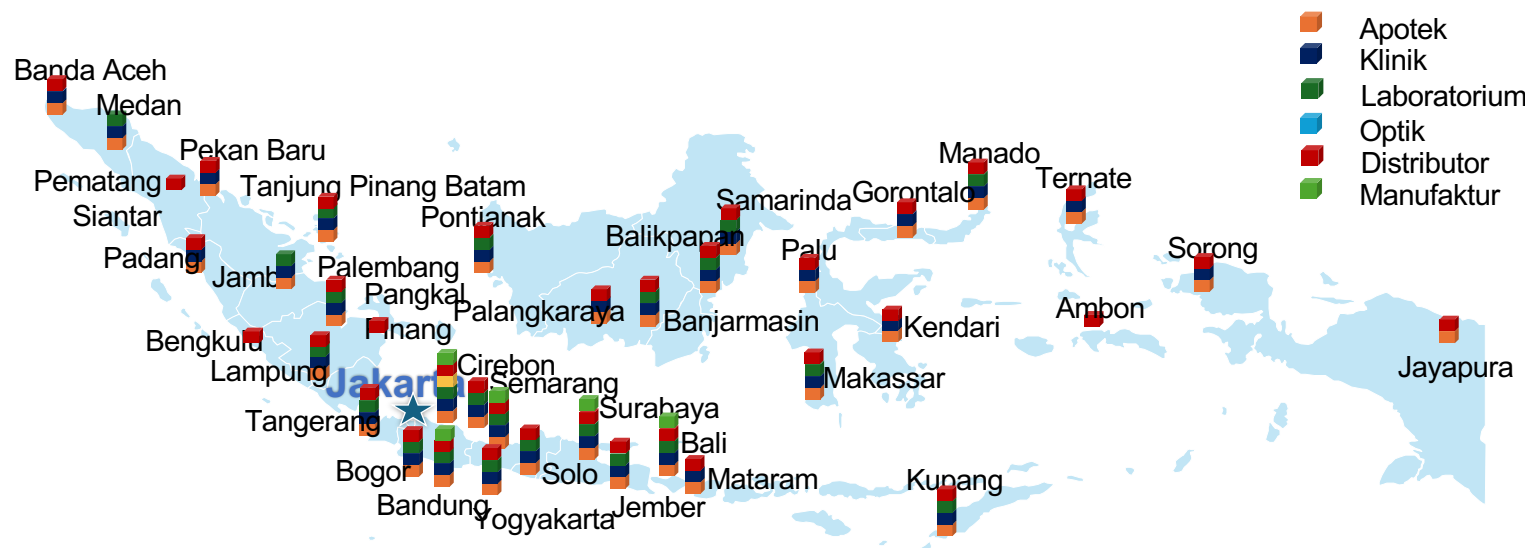 Apotek
Klinik
Laboratorium
Optik
Distributor
Manufaktur
Banda Aceh
Medan
Pekan Baru
Pematang
Siantar
Tanjung Pinang Batam
Padang
Jambi
Palembang
Pangkal
Pinang
Bengkulu
Lampung
Jakarta
Tangerang
Bogor
Bandung
Cirebon
Semarang
Yogyakarta
Solo
Surabaya
Jember
Bali
Mataram
Kupang
Pontianak
Palangkaraya
Banjarmasin
Balikpapan
Samarinda
Palu
Gorontalo
Manado
Kendari
Makassar
Ternate
Ambon
Sorong
Jayapura